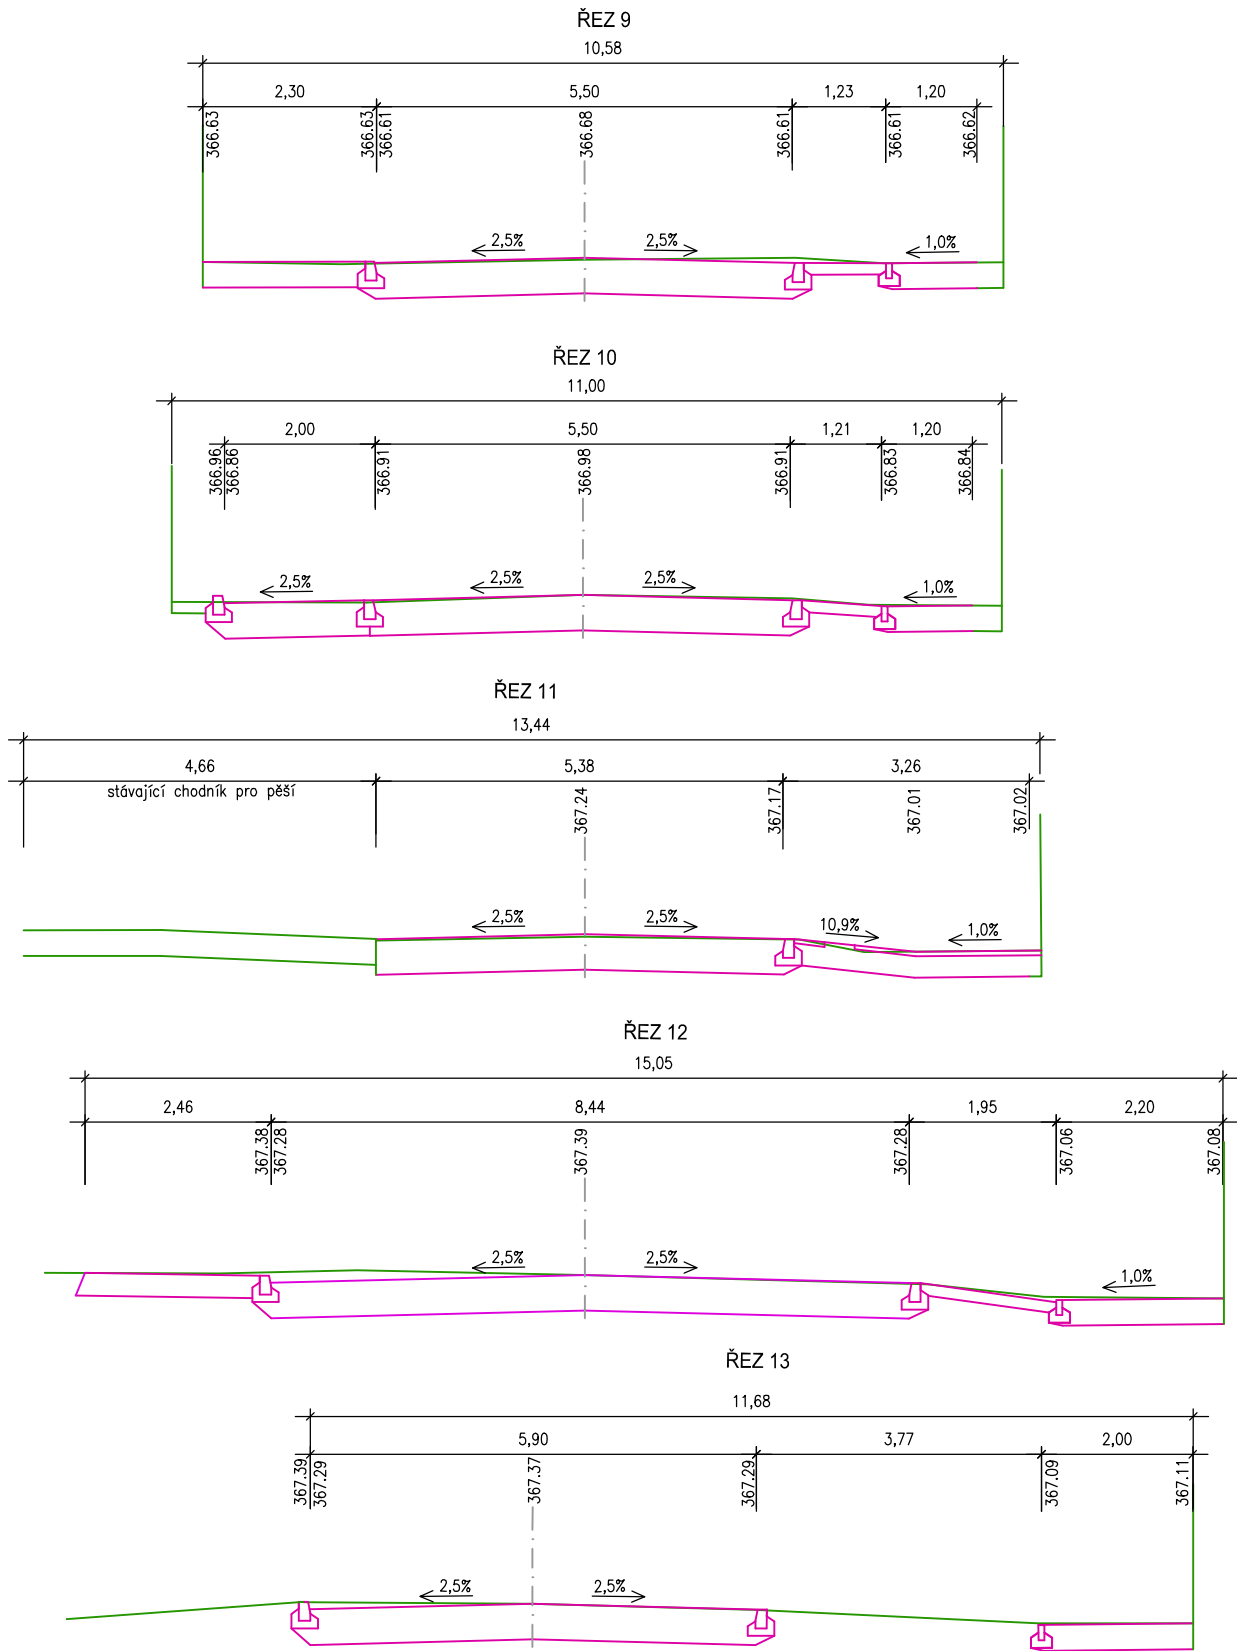 ŘEZ 9
10,58
2,30 5,50 1,23 1,20
366.63 366.63 366.61 366.68 366.61 366.61 366.62
2,5% 2,5% 1,0%
ŘEZ 10
11,00
2,00 5,50 1,21 1,20
366.96 366.86 366.91 366.98 366.91 366.83 366.84
2,5% 2,5% 2,5% 1,0%
ŘEZ 11
13,44
4,66 5,38 3,26
stávající chodník pro pěší
367.24 367.17 367.01 367.02
2,5% 2,5% 10,9% 1,0%
ŘEZ 12
15,05
2,46 8,44 1,95 2,20
367.38 367.28 367.39 367.28 367.06 367.08
2,5% 2,5% 1,0%
ŘEZ 13
11,68
5,90 3,77 2,00
367.39 367.29 367.37 367.29 367.09 367.11
2,5% 2,5%